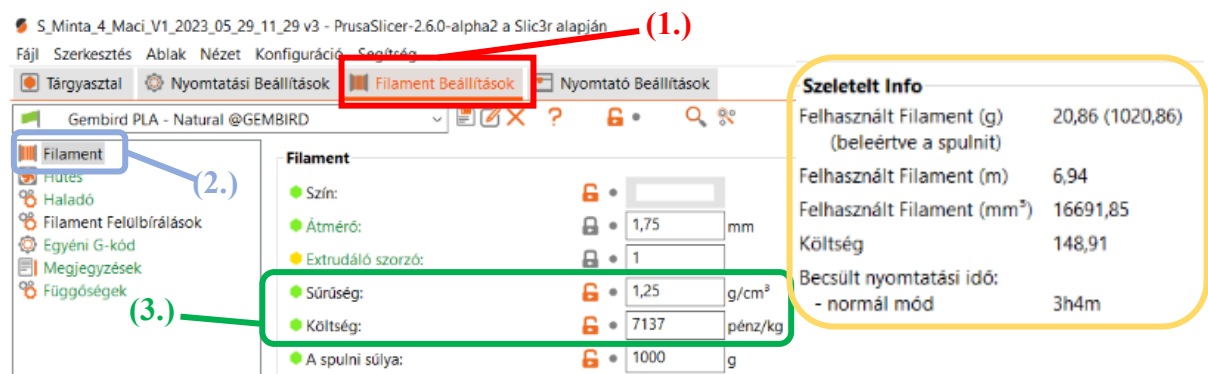 S_Minta_4_Maci_V1_2023_05_29_11_29 v3 - PrusaSlicer-2.6.0-alpha2 a Slic3r alapján
(1.)
Fájl Szerkesztés Ablak Nézet Konfiguráció Segítség
Tárgyasztal Nyomtatási Beállítások Filament Beállítások Nyomtató Beállítások
Gembird PLA - Natural @GEMBIRD
Filament
Hűtés
Haladó
Filament Felülbírálások
Egyéni G-kód
Megjegyzések
Függőségek
(2.)
(3.)
Filament
Szín:
Átmérő: 1,75 mm
Extrudáló szorzó: 1
Sűrűség: 1,25 g/cm³
Költség: 7137 pénz/kg
A spulni súlya: 1000 g
Szeletelt Info
Felhasznált Filament (g) 20,86 (1020,86)
(beleértve a spulnit)
Felhasznált Filament (m) 6,94
Felhasznált Filament (mm³) 16691,85
Költség 148,91
Becsült nyomtatási idő:
- normál mód 3h4m